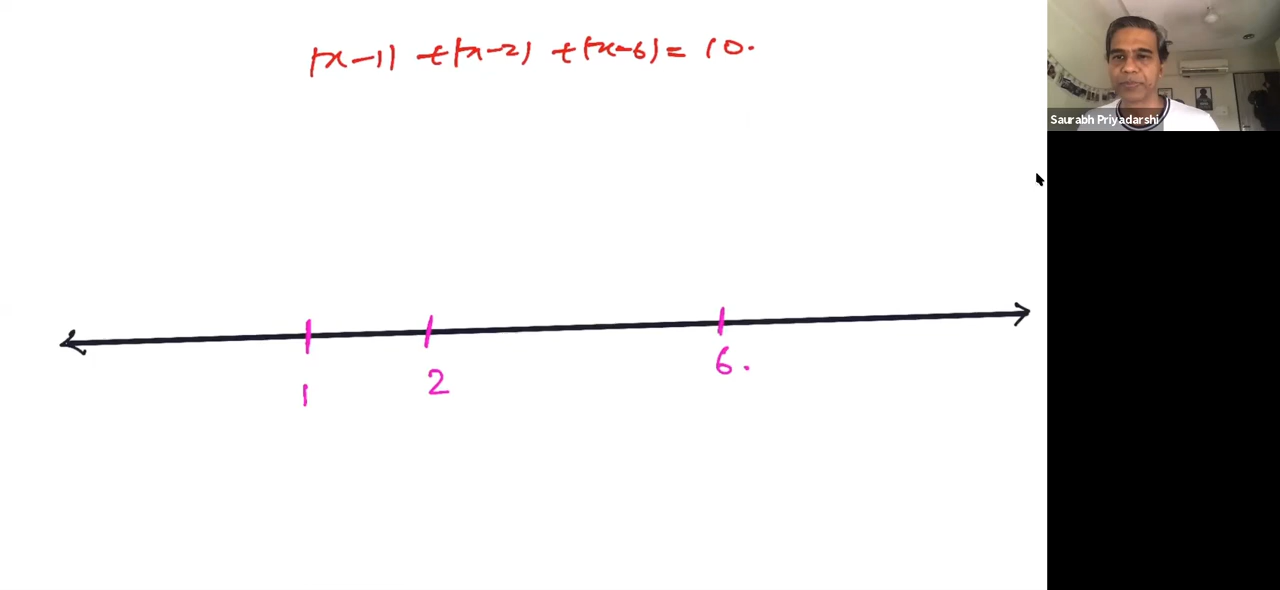 |x-1| + |x-2| + |x-6| = 10.
Saurabh Priyadarshi
1 2 6.